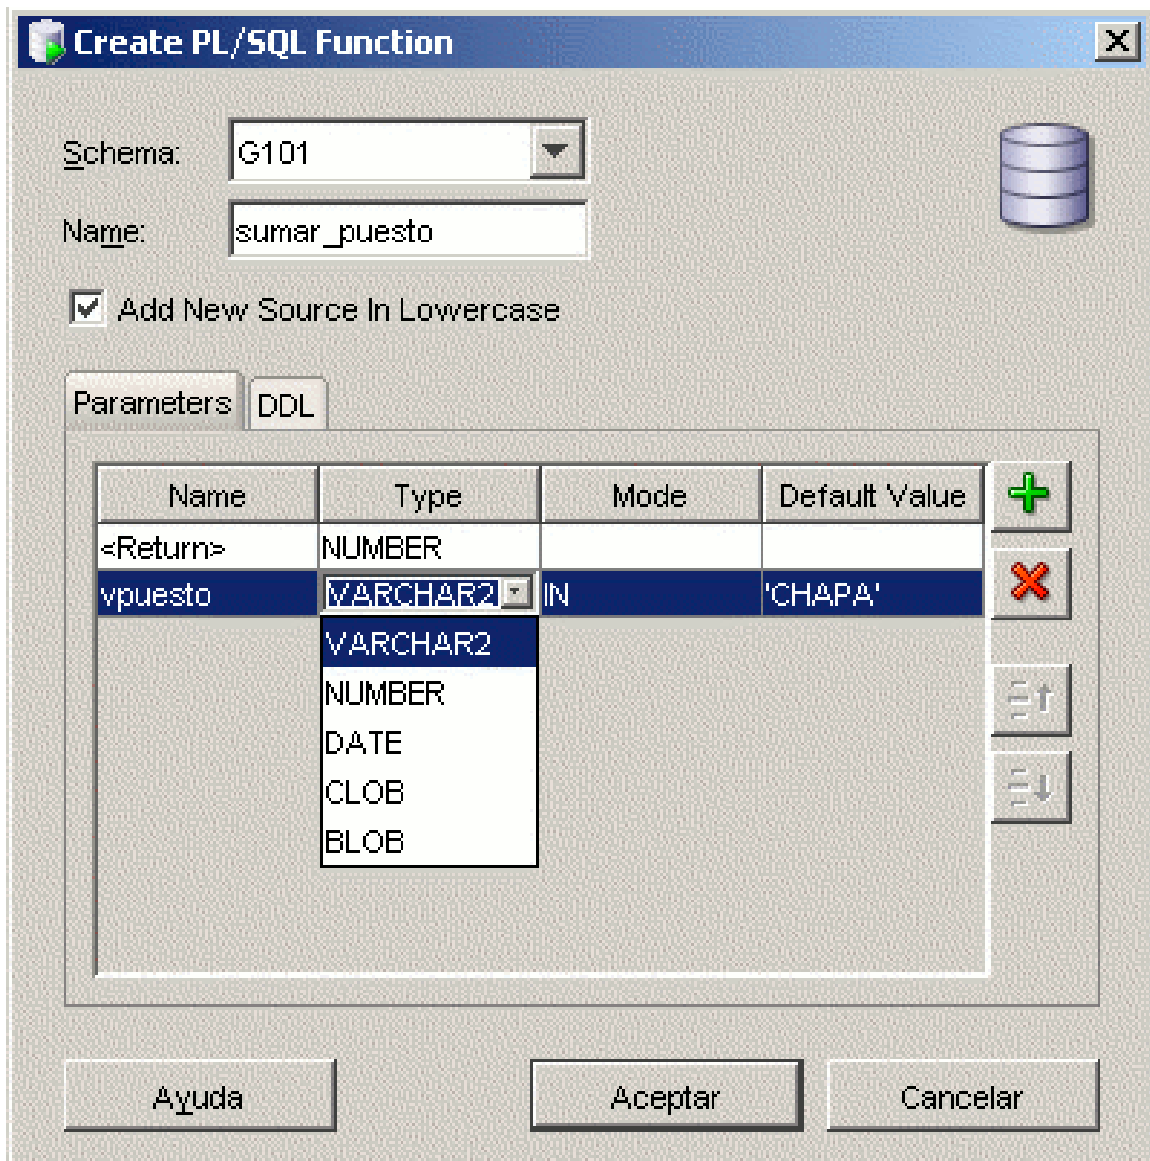 Create PL/SQL Function
Schema: G101
Name: sumar_puesto
Add New Source In Lowercase
Parameters DDL
Name Type Mode Default Value
<Return> NUMBER
vpuesto VARCHAR2 IN 'CHAPA'
VARCHAR2
NUMBER
DATE
CLOB
BLOB
Ayuda Aceptar Cancelar